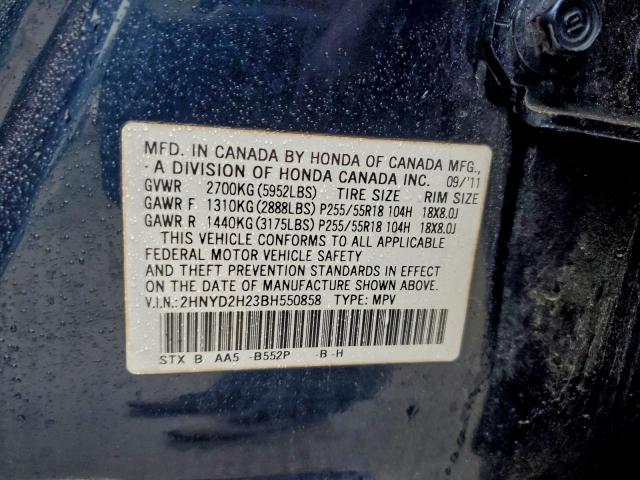 MFD. IN CANADA BY HONDA OF CANADA MFG.,
A DIVISION OF HONDA CANADA INC. 09/'11
GVWR 2700KG(5952LBS) TIRE SIZE RIM SIZE
GAWR F 1310KG(2888LBS)P255/55R18 104H 18X8.0J
GAWR R 1440KG(3175LBS)P255/55R18 104H 18X8.0J
THIS VEHICLE CONFORMS TO ALL APPLICABLE
FEDERAL MOTOR VEHICLE SAFETY
AND THEFT PREVENTION STANDARDS IN EFFECT
ON THE DATE OF MANUFACTURE SHOWN ABOVE.
V.I.N.:2HNYD2H23BH550858 TYPE: MPV
STX B AA5 -B552P -B -H